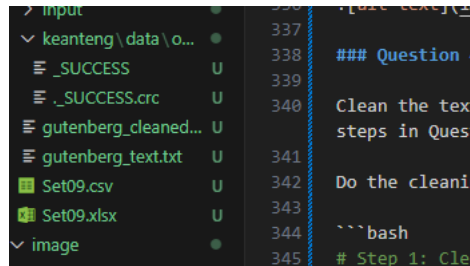 input
336
337
keanteng\data\o...
338 ### Question
_SUCCESS U
339
._SUCCESS.crc U
340 Clean the tex
gutenberg_cleaned... U
steps in Ques
gutenberg_text.txt U
341
Set09.csv U
342 Do the cleani
Set09.xlsx U
343
344 ```bash
image
345 # Step 1: Cle